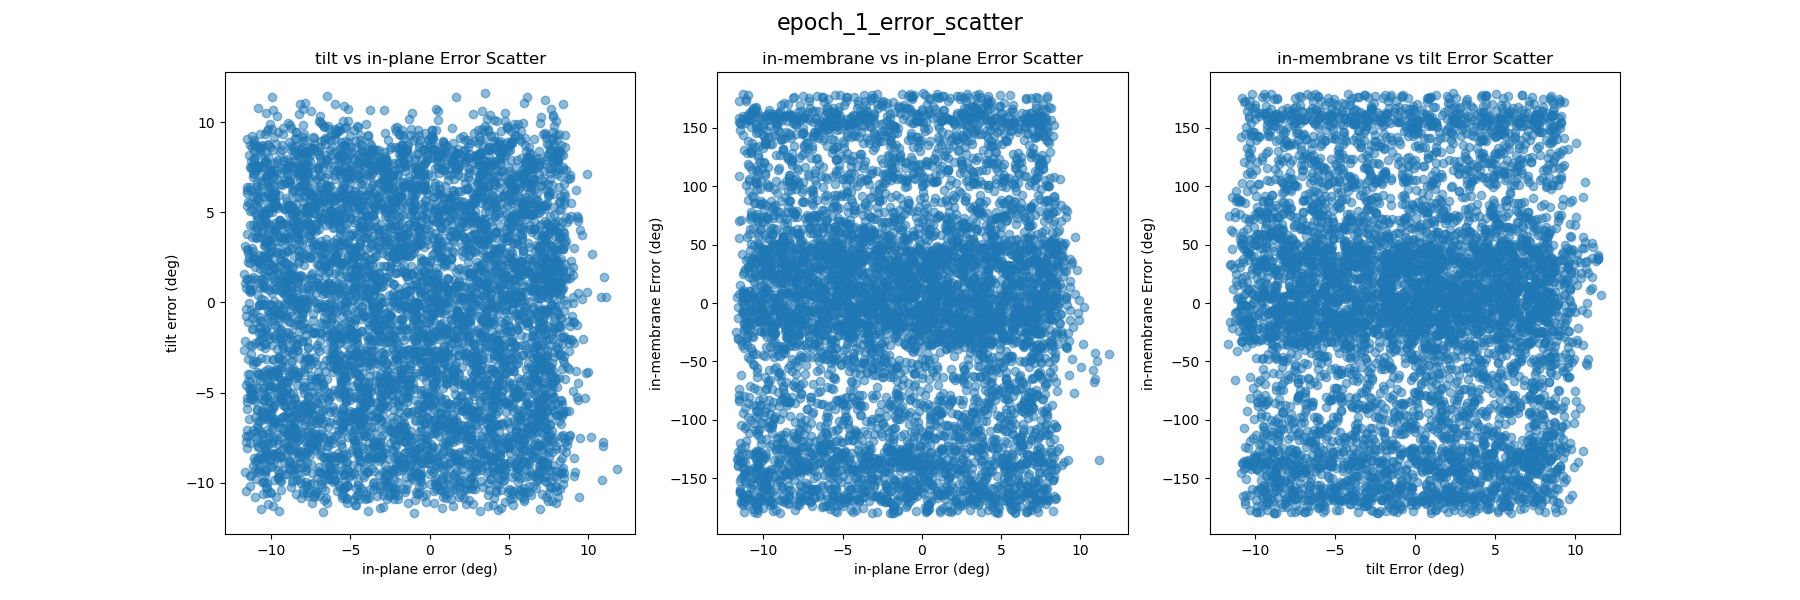 epoch_1_error_scatter
tilt vs in-plane Error Scatter
tilt error (deg)
10
5
0
−5
−10
−10 −5 0 5 10
in-plane error (deg)
in-membrane vs in-plane Error Scatter
in-membrane Error (deg)
150
100
50
0
−50
−100
−150
−10 −5 0 5 10
in-plane Error (deg)
in-membrane vs tilt Error Scatter
in-membrane Error (deg)
150
100
50
0
−50
−100
−150
−10 −5 0 5 10
tilt Error (deg)